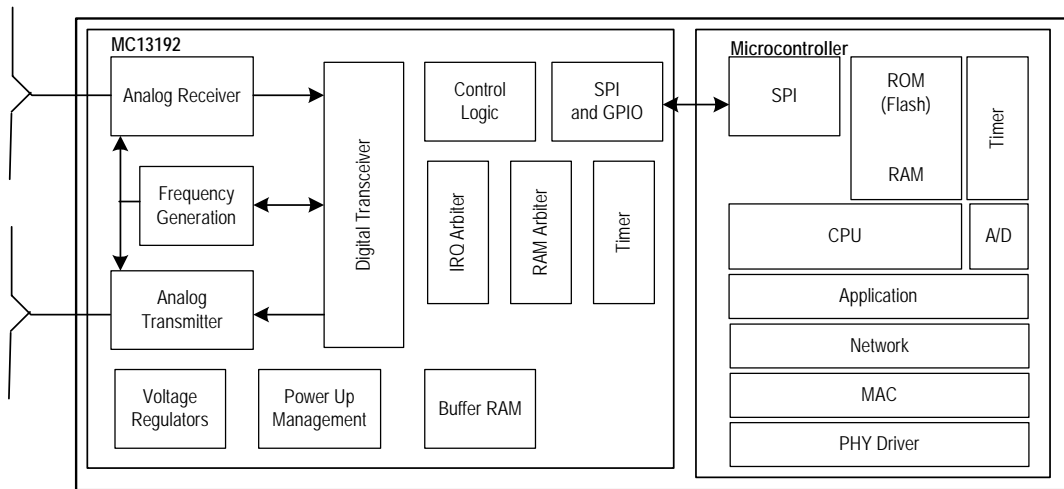 MC13192
Analog Receiver
Frequency
Generation
Analog
Transmitter
Digital Transceiver
Control
Logic
SPI
and GPIO
IRQ Arbiter
RAM Arbiter
Timer
Voltage
Regulators
Power Up
Management
Buffer RAM
Microcontroller
SPI
ROM
(Flash)
RAM
Timer
CPU
A/D
Application
Network
MAC
PHY Driver